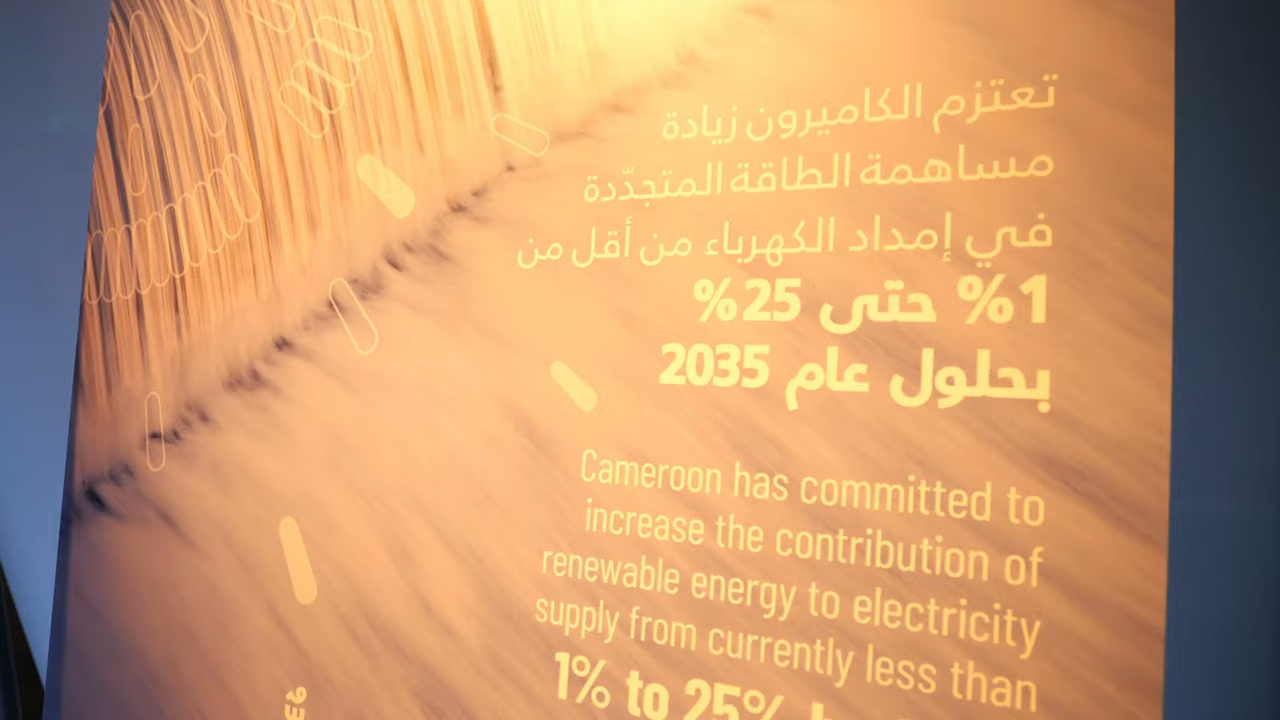 تعتزم الكاميرون زيادة
مساهمة الطاقة المتجدّدة
في إمداد الكهرباء من أقل من
1% حتى 25%
بحلول عام 2035
Cameroon has committed to
increase the contribution of
renewable energy to electricity
supply from currently less than
1% to 25%